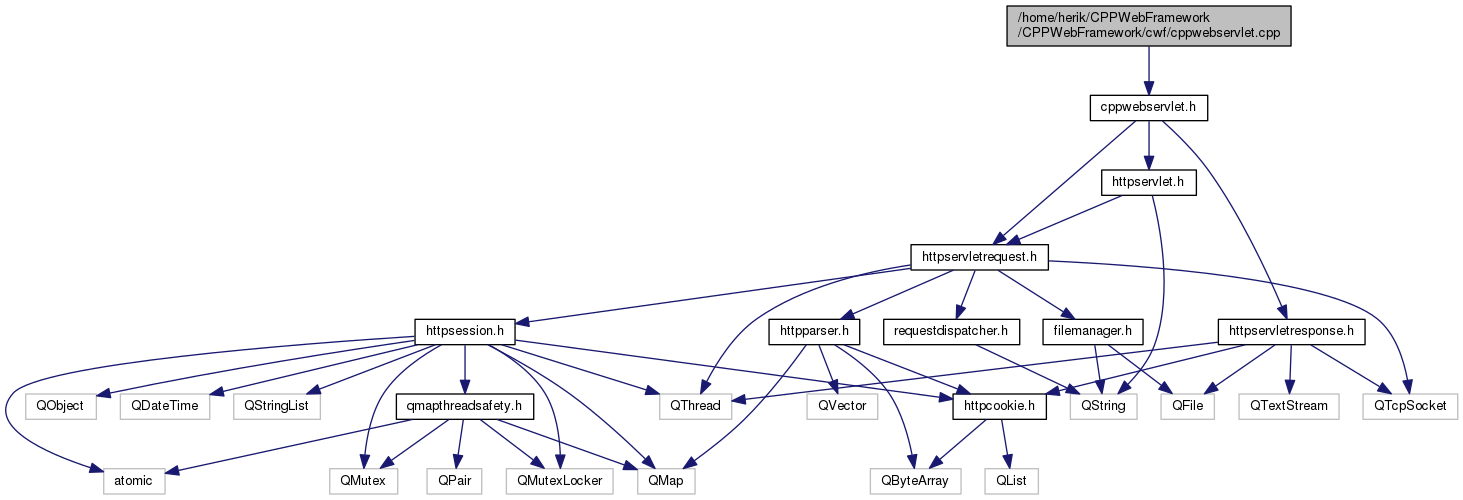 /home/herik/CPPWebFramework
/CPPWebFramework/cwf/cppwebservlet.cpp
cppwebservlet.h
httpservlet.h
httpservletrequest.h
httpsession.h
httpparser.h
requestdispatcher.h
filemanager.h
httpservletresponse.h
QObject
QDateTime
QStringList
qmapthreadsafety.h
QThread
QVector
httpcookie.h
QString
QFile
QTextStream
QTcpSocket
atomic
QMutex
QPair
QMutexLocker
QMap
QByteArray
QList